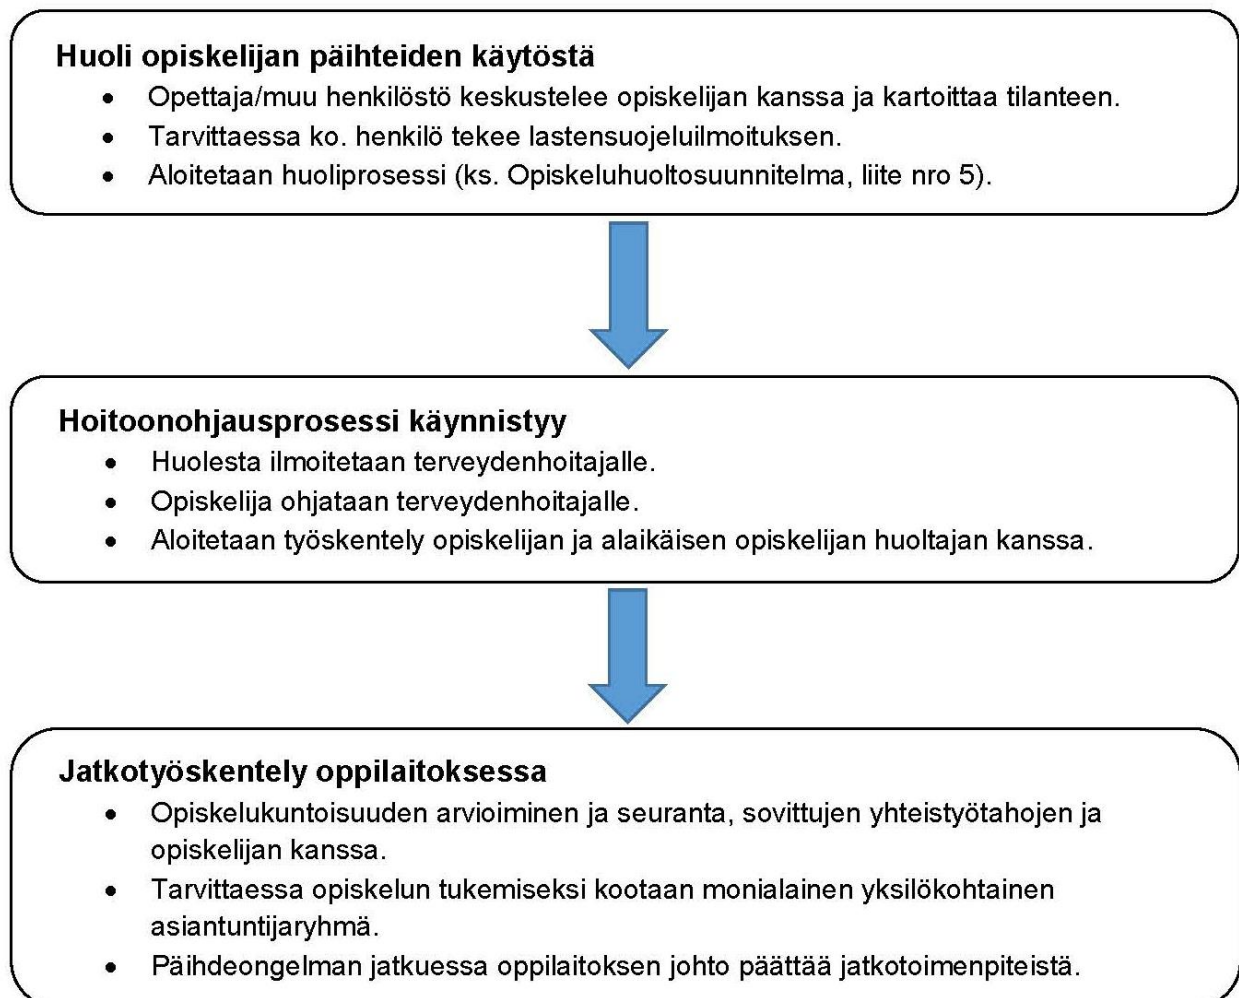 Huoli opiskelijan päihteiden käytöstä
• Opettaja/muu henkilöstö keskustelee opiskelijan kanssa ja kartoittaa tilanteen.
• Tarvittaessa ko. henkilö tekee lastensuojeluilmoituksen.
• Aloitetaan huoliprosessi (ks. Opiskeluhuoltosuunnitelma, liite nro 5).
Hoitoonohjausprosessi käynnistyy
• Huolesta ilmoitetaan terveydenhoitajalle.
• Opiskelija ohjataan terveydenhoitajalle.
• Aloitetaan työskentely opiskelijan ja alaikäisen opiskelijan huoltajan kanssa.
Jatkotyöskentely oppilaitoksessa
• Opiskelukuntoisuuden arvioiminen ja seuranta, sovittujen yhteistyötahojen ja
opiskelijan kanssa.
• Tarvittaessa opiskelun tukemiseksi kootaan monialainen yksilökohtainen
asiantuntijaryhmä.
• Päihdeongelman jatkuessa oppilaitoksen johto päättää jatkotoimenpiteistä.